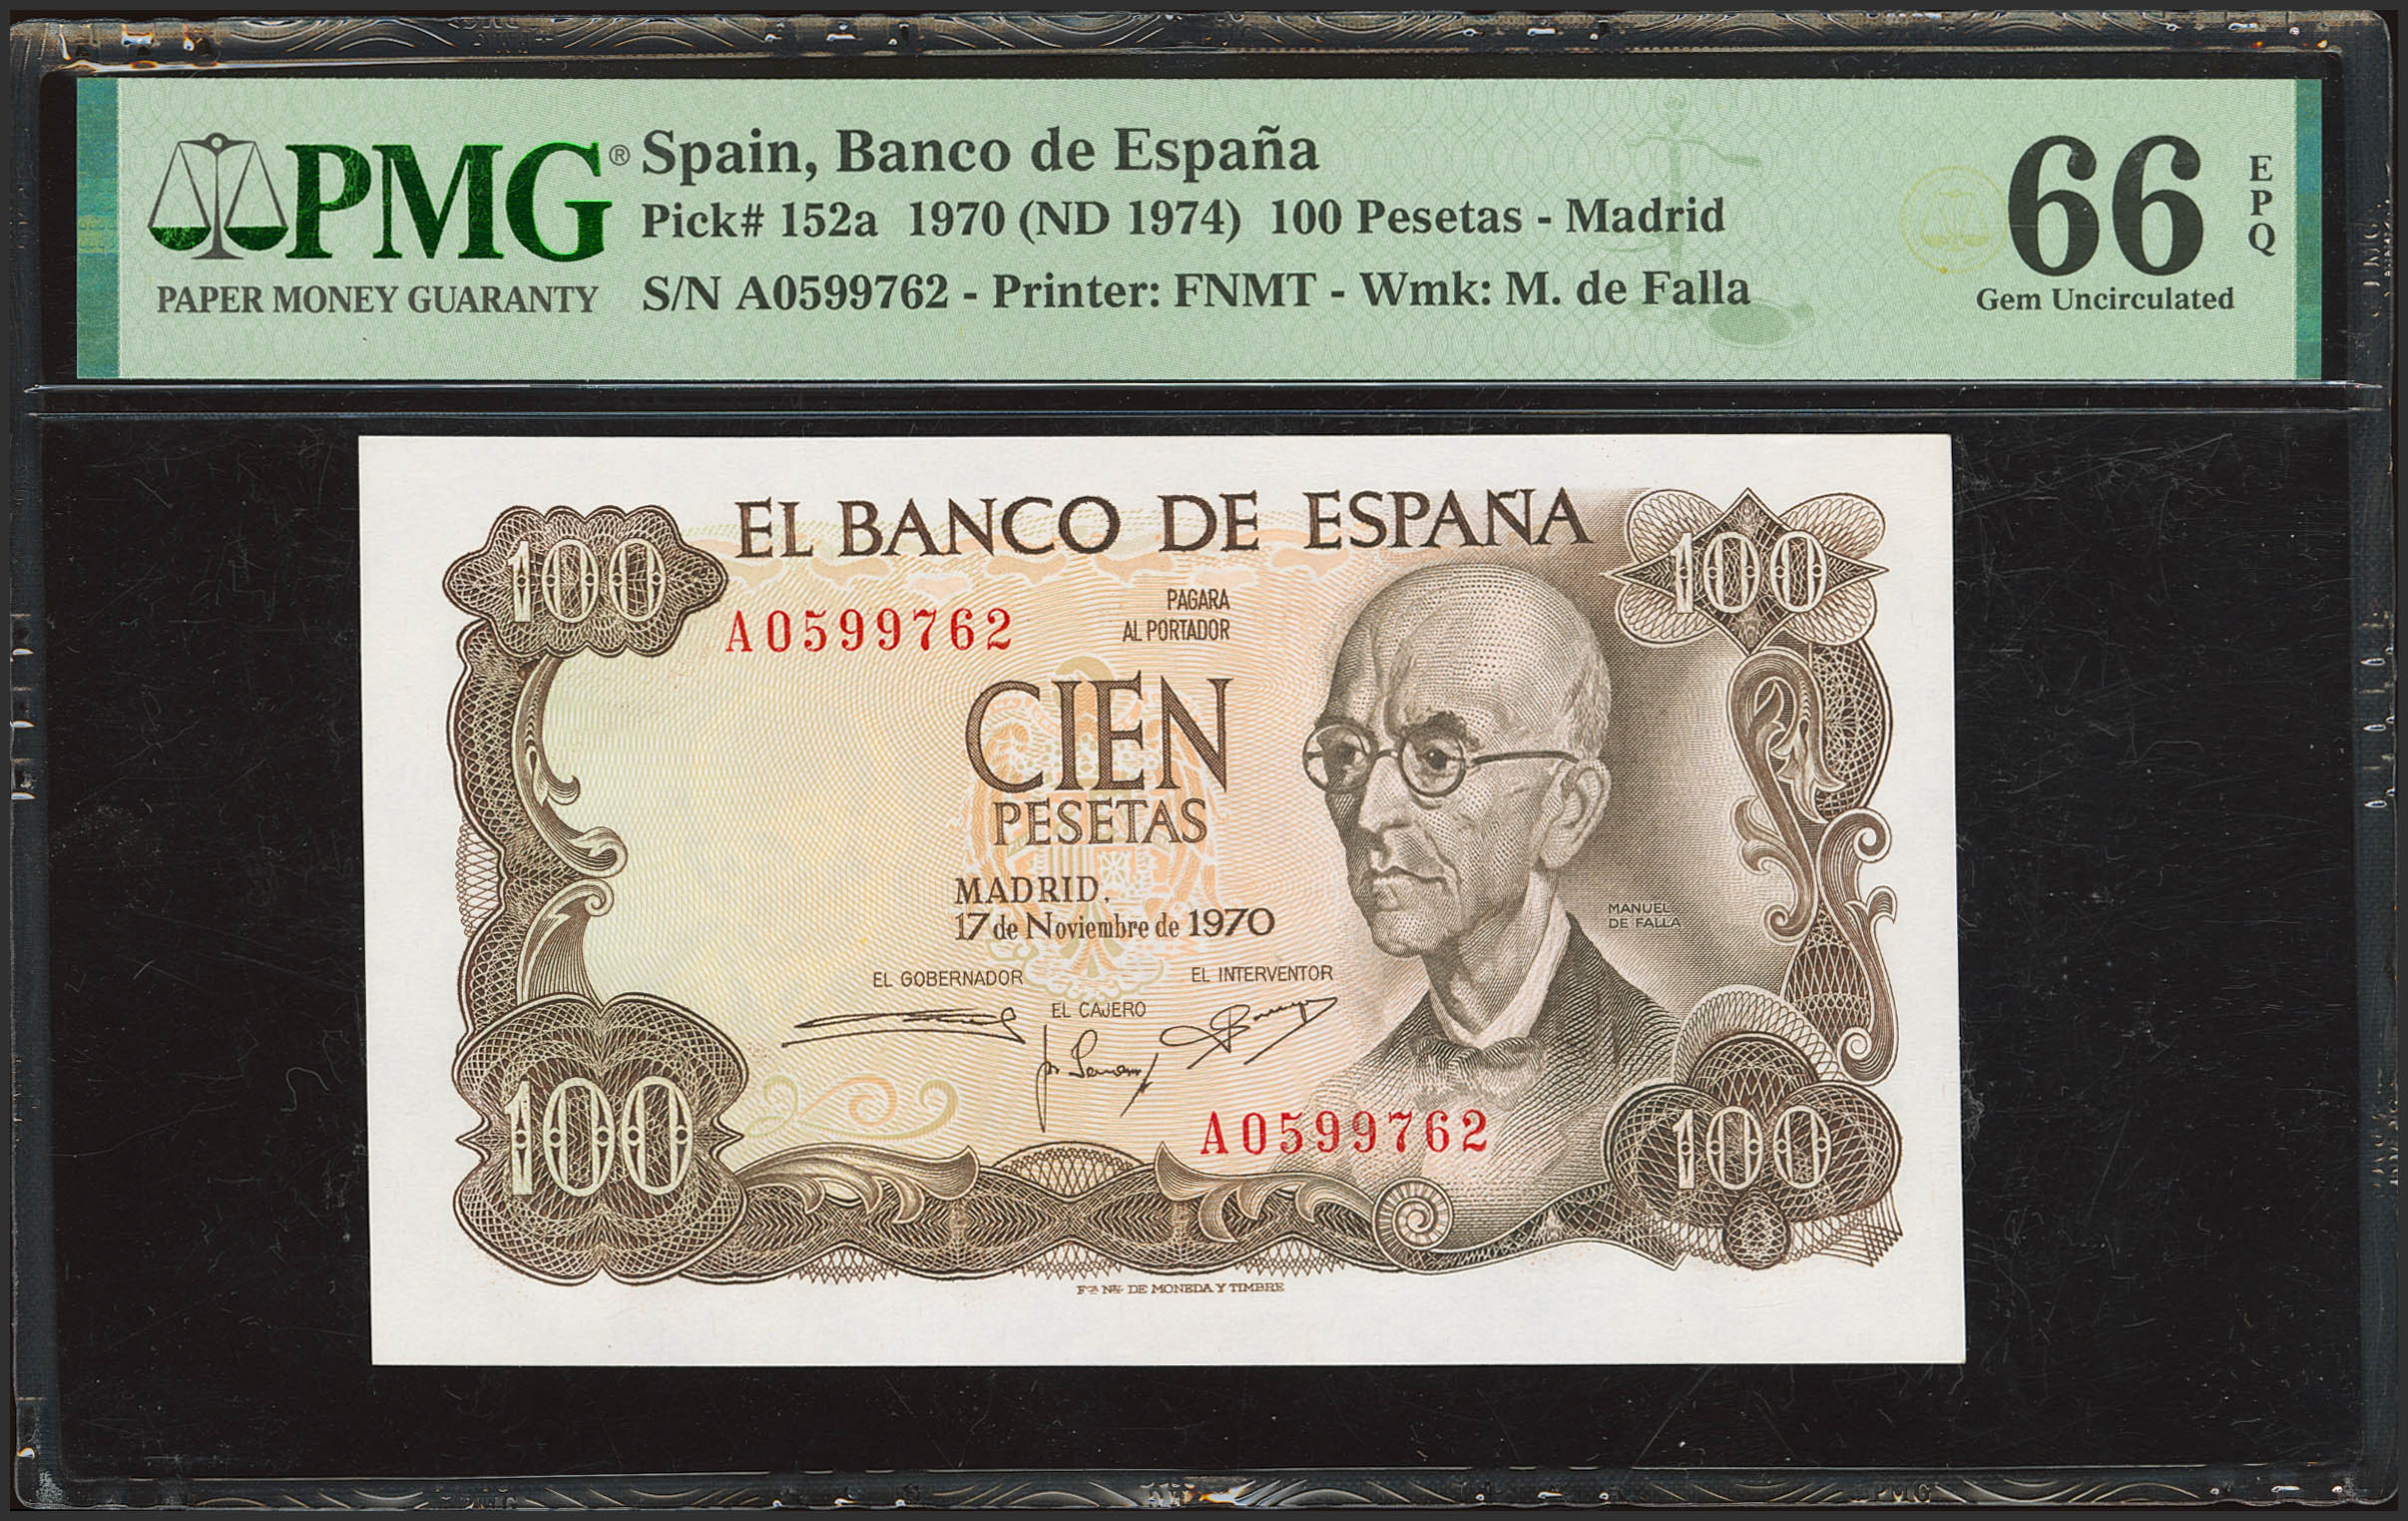 PMG®
PAPER MONEY GUARANTY
Spain, Banco de España
Pick# 152a 1970 (ND 1974) 100 Pesetas - Madrid
S/N A0599762 - Printer: FNMT - Wmk: M. de Falla
66
EPQ
Gem Uncirculated
EL BANCO DE ESPAÑA
100
100
A0599762
PAGARA
AL PORTADOR
CIEN
PESETAS
MADRID,
17 de Noviembre de 1970
MANUEL
DE FALLA
EL GOBERNADOR
EL INTERVENTOR
EL CAJERO
A0599762
100
100
Fᶜᵃ Nᵃˡ DE MONEDA Y TIMBRE
PMG